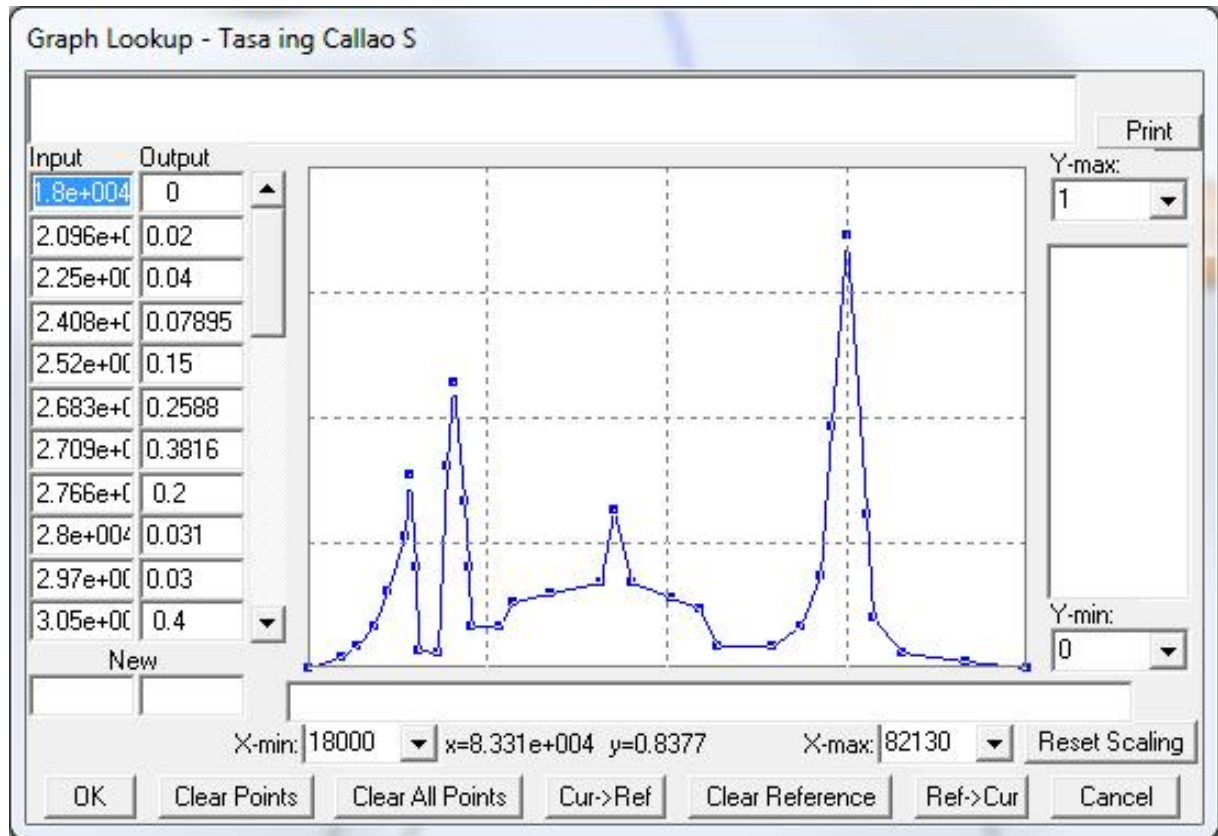 Graph Lookup - Tasa ing Callao S
Print
Input Output
Y-max:
1.8e+004 0
1
2.096e+0 0.02
2.25e+00 0.04
2.408e+0 0.07895
2.52e+00 0.15
2.683e+0 0.2588
2.709e+0 0.3816
2.766e+0 0.2
2.8e+004 0.031
2.97e+00 0.03
3.05e+00 0.4
Y-min:
0
New
X-min: 18000 x=8.331e+004 y=0.8377 X-max: 82130 Reset Scaling
OK Clear Points Clear All Points Cur->Ref Clear Reference Ref->Cur Cancel